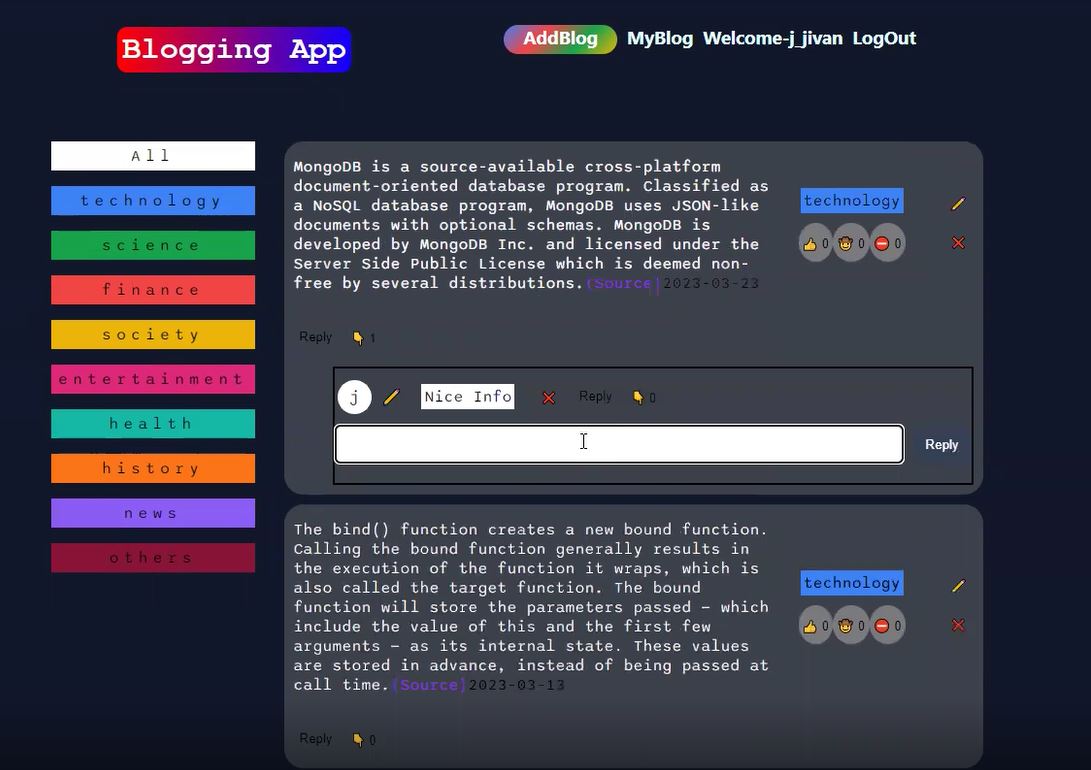 Blogging App
AddBlog MyBlog Welcome-j_jivan LogOut
All
technology
science
finance
society
entertainment
health
history
news
others
MongoDB is a source-available cross-platform
document-oriented database program. Classified as
a NoSQL database program, MongoDB uses JSON-like
documents with optional schemas. MongoDB is
developed by MongoDB Inc. and licensed under the
Server Side Public License which is deemed non-
free by several distributions.(Source)2023-03-23
technology
0 0 0
Reply 1
j Nice Info Reply 0
Reply
The bind() function creates a new bound function.
Calling the bound function generally results in
the execution of the function it wraps, which is
also called the target function. The bound
function will store the parameters passed – which
include the value of this and the first few
arguments – as its internal state. These values
are stored in advance, instead of being passed at
call time.(Source)2023-03-13
technology
0 0 0
Reply 0